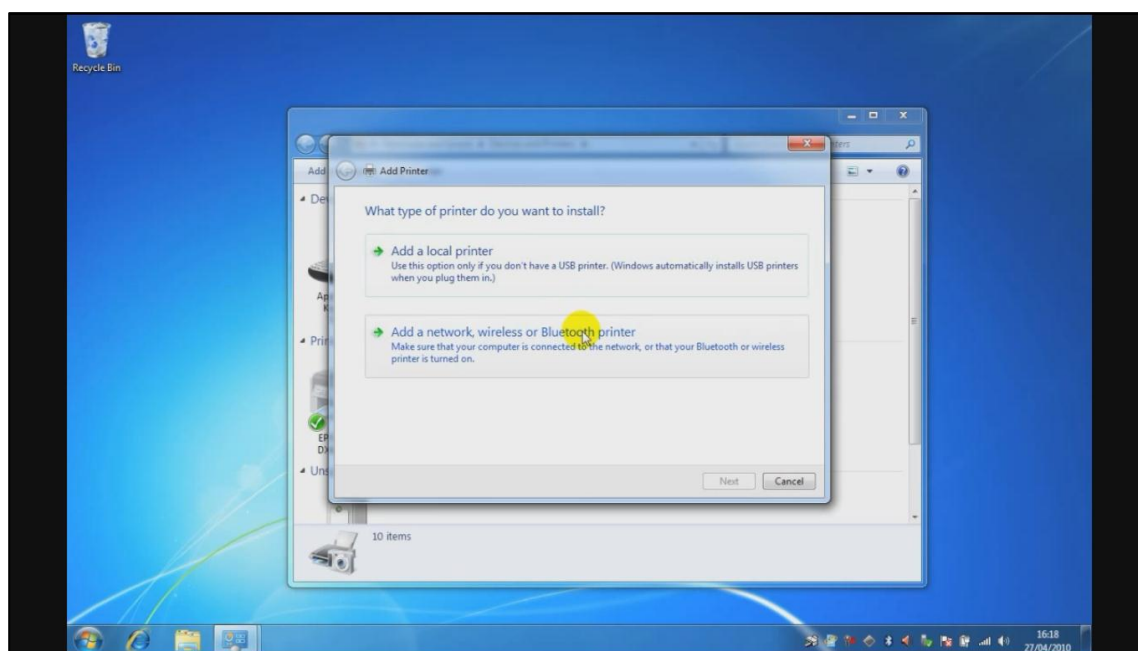 Recycle Bin
Add
Add Printer
What type of printer do you want to install?
Add a local printer
Use this option only if you don't have a USB printer. (Windows automatically installs USB printers
when you plug them in.)
Add a network, wireless or Bluetooth printer
Make sure that your computer is connected to the network, or that your Bluetooth or wireless
printer is turned on.
Next
Cancel
10 items
16:18
27/04/2010